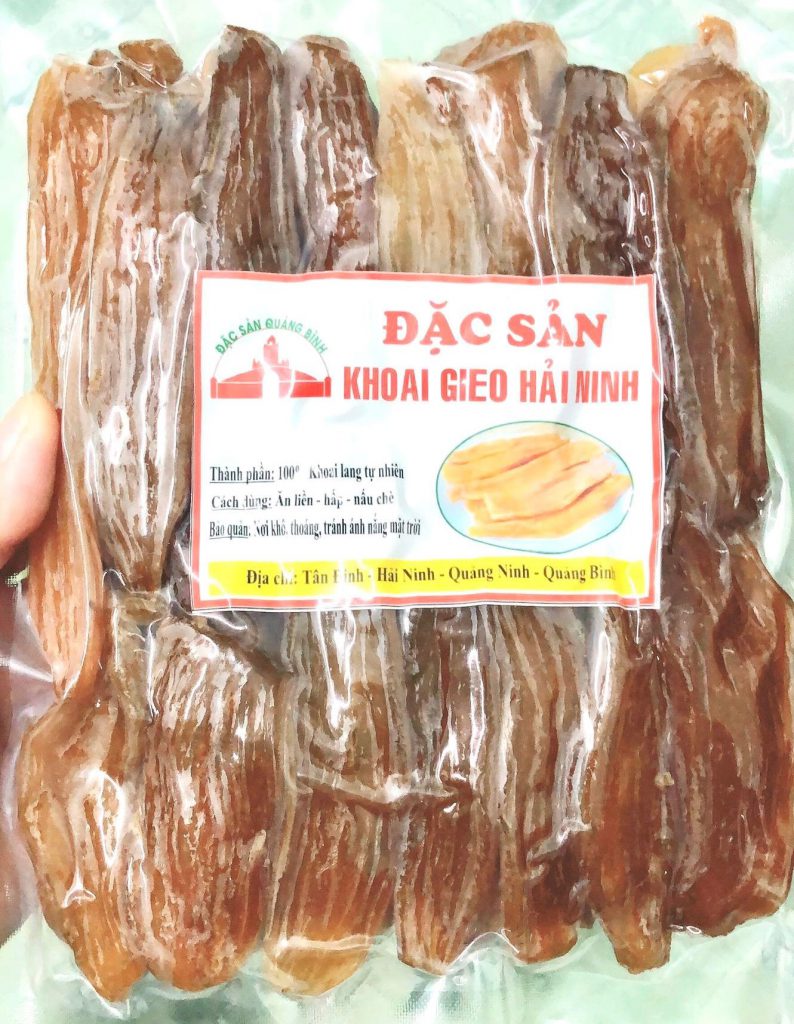 ĐẶC SẢN QUẢNG BÌNH
ĐẶC SẢN
KHOAI GIEO HẢI NINH
Thành phần: 100% Khoai lang tự nhiên
Cách dùng: Ăn liền - hấp - nấu chè
Bảo quản: Nơi khô, thoáng, tránh ánh nắng mặt trời
Địa chỉ: Tân Định - Hải Ninh - Quảng Ninh - Quảng Bình